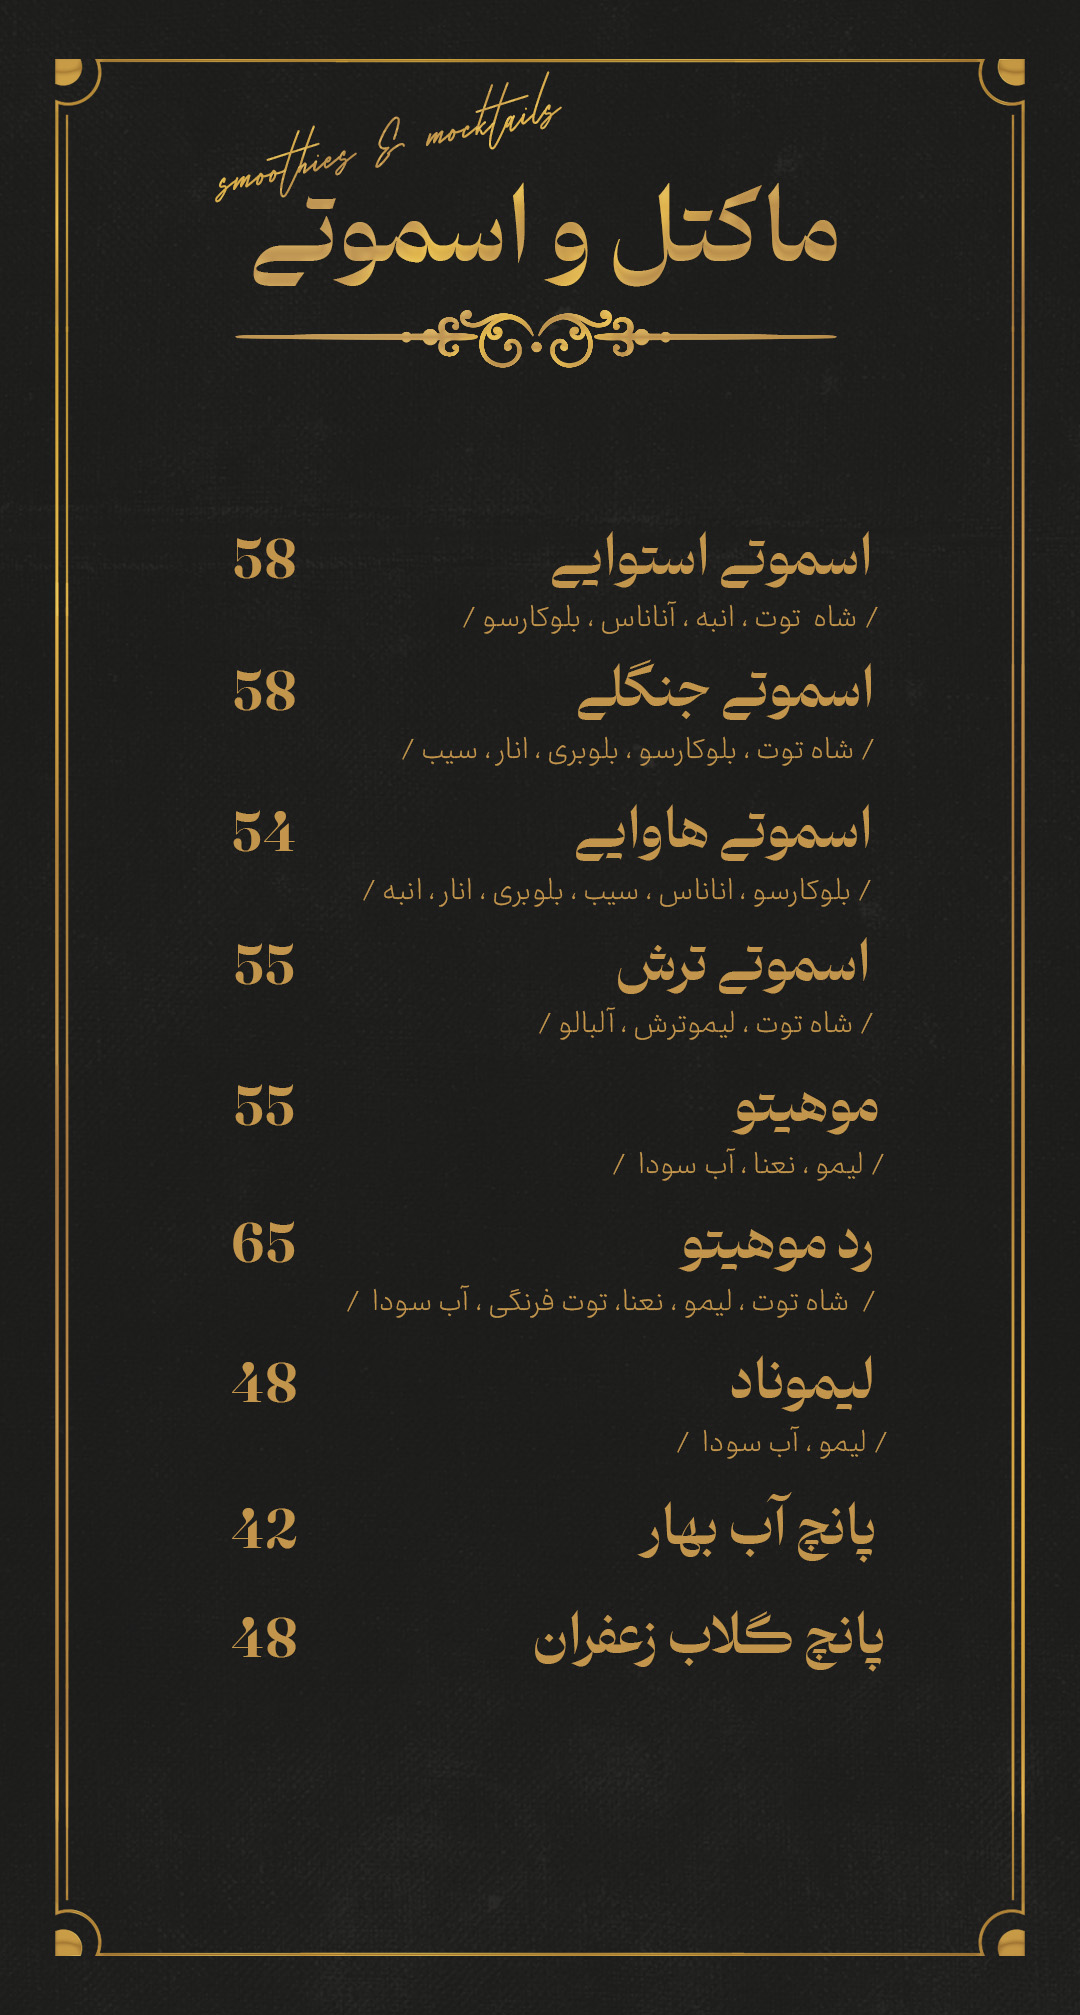 smoothies & mocktails
ماکتل و اسموتی
اسموتی استوایی 58
/ شاه توت ، انبه ، آناناس ، بلوکارسو /
اسموتی جنگلی 58
/ شاه توت ، بلوکارسو ، بلوبری ، انار ، سیب /
اسموتی هاوایی 54
/ بلوکارسو ، اناناس ، سیب ، بلوبری ، انار ، انبه /
اسموتی ترش 55
/ شاه توت ، لیموترش ، آلبالو /
موهیتو 55
/ لیمو ، نعنا ، آب سودا /
رد موهیتو 65
/ شاه توت ، لیمو ، نعنا، توت فرنگی ، آب سودا /
لیموناد 48
/ لیمو ، آب سودا /
پانچ آب بهار 42
پانچ گلاب زعفران 48